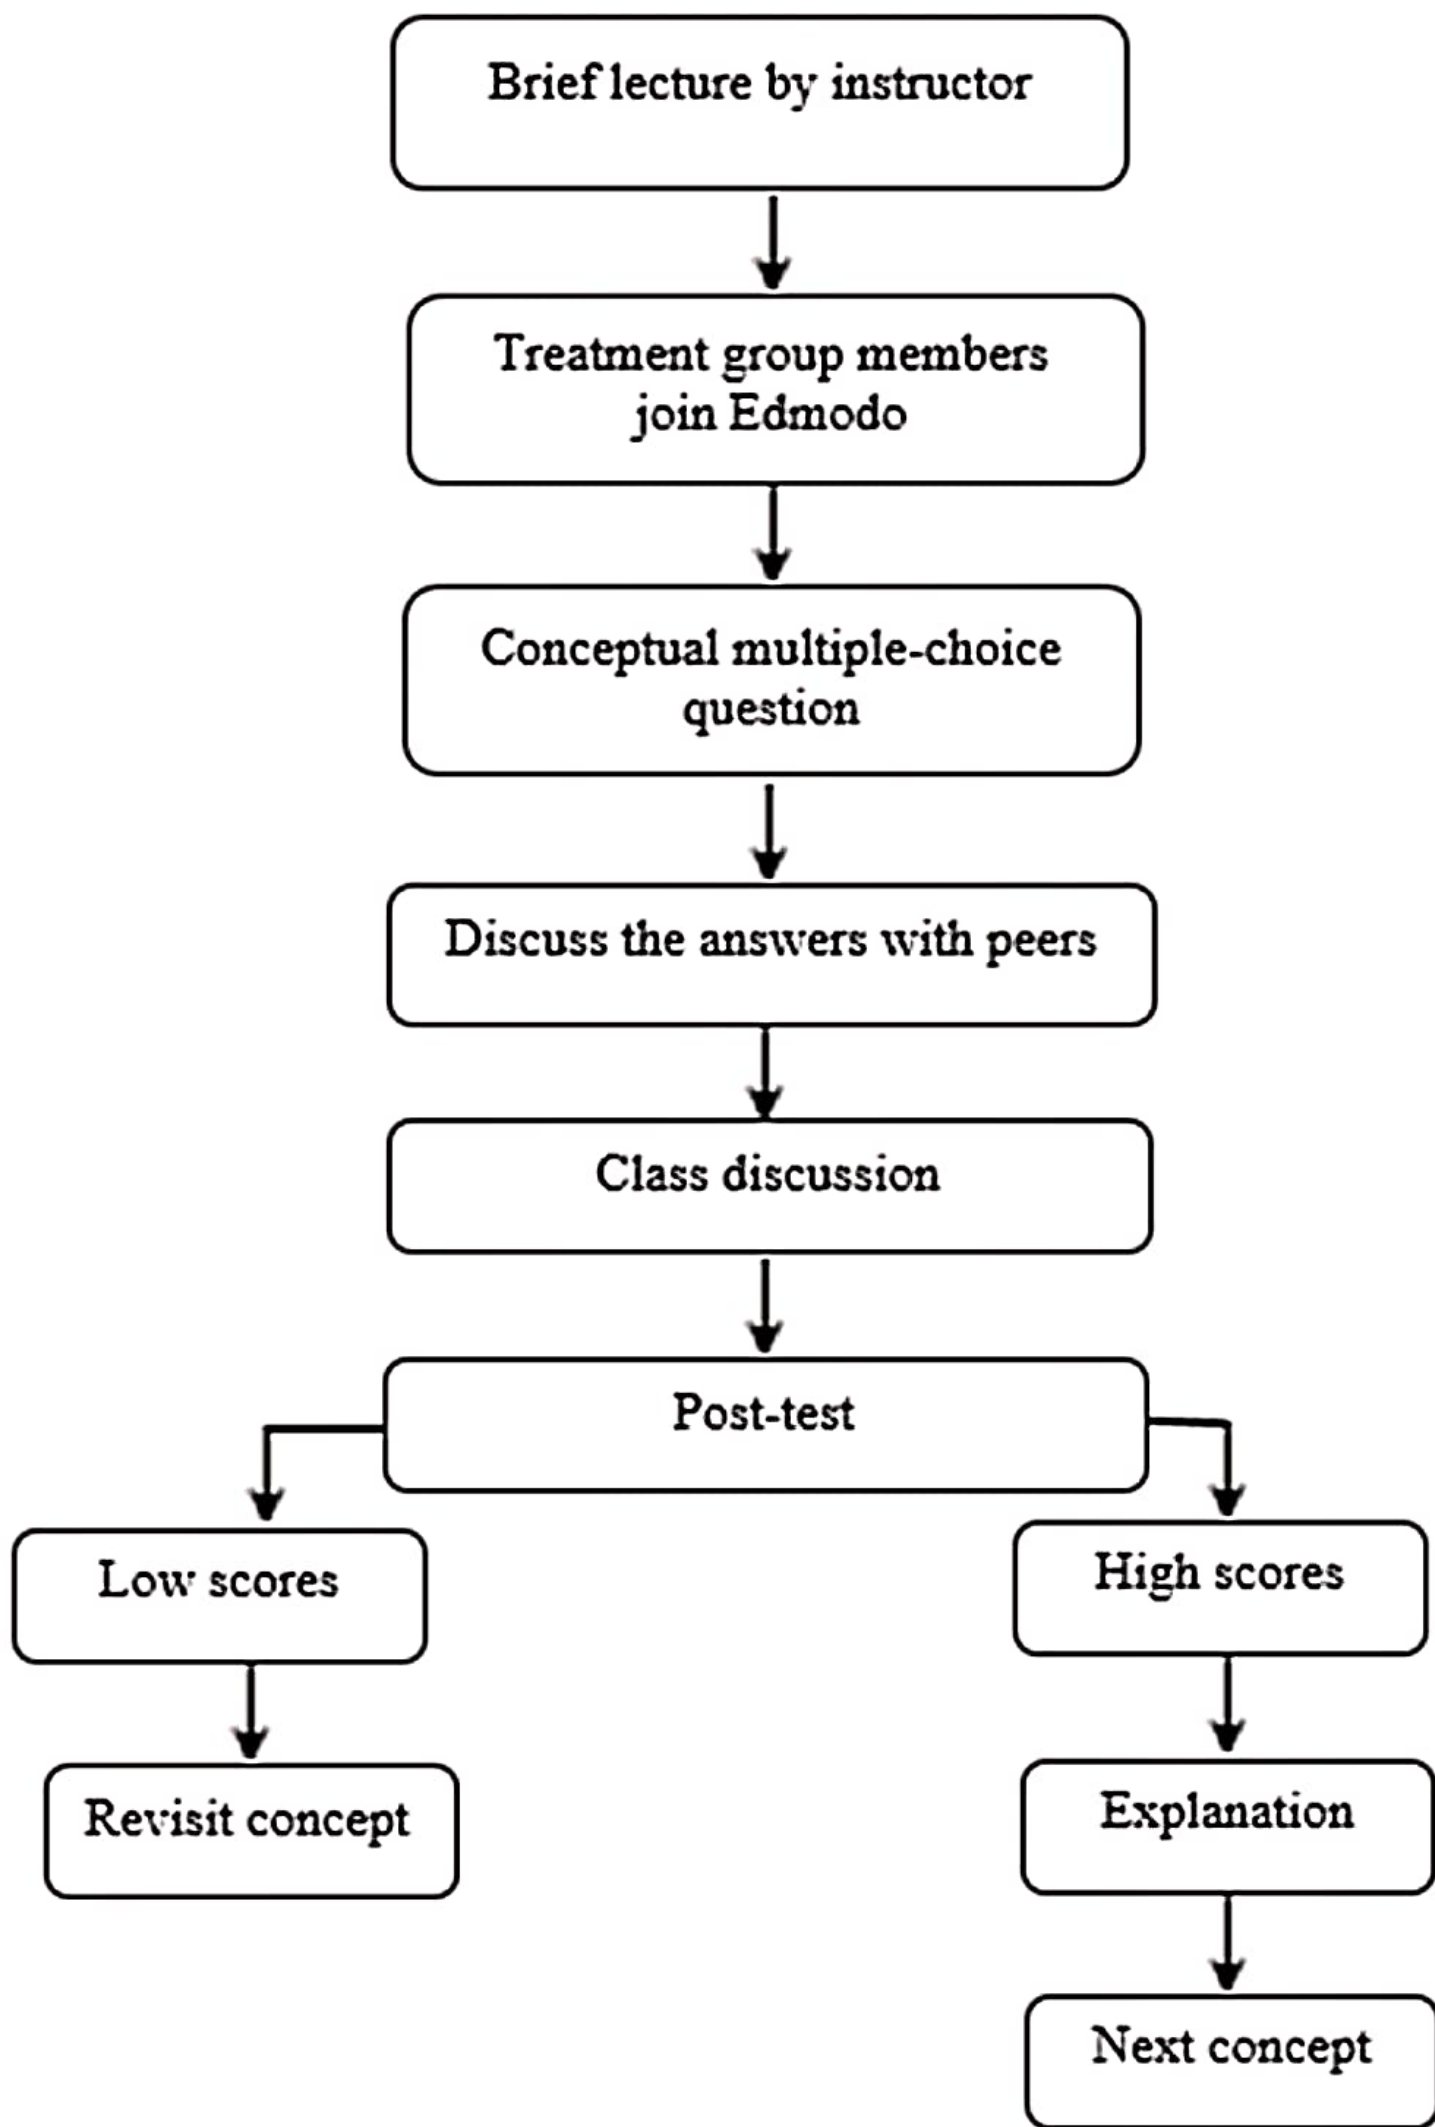 Brief lecture by instructor
Treatment group members
join Edmodo
Conceptual multiple-choice
question
Discuss the answers with peers
Class discussion
Post-test
Low scores
High scores
Revisit concept
Explanation
Next concept